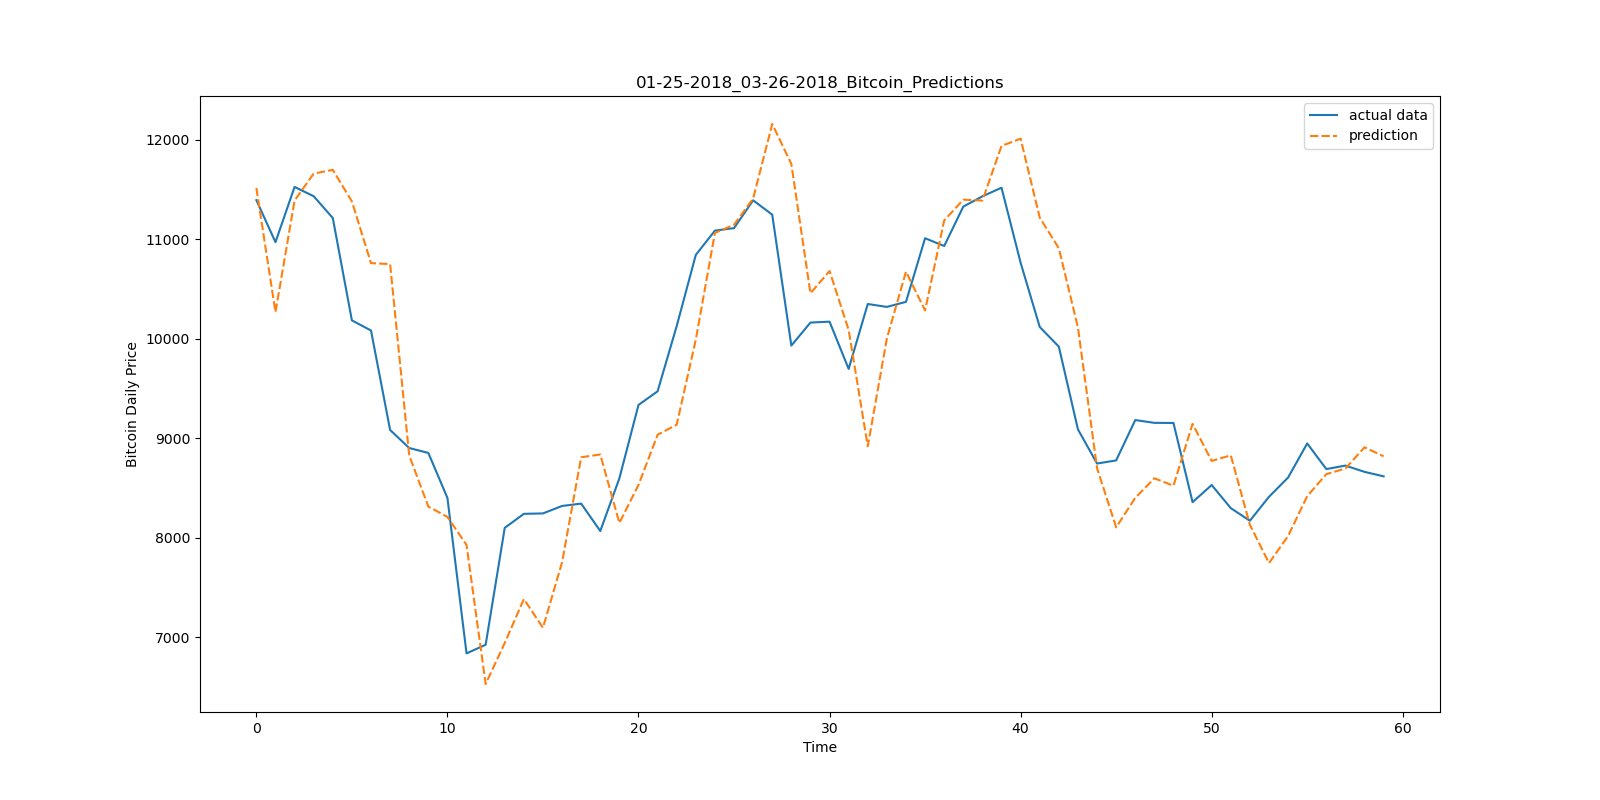 01-25-2018_03-26-2018_Bitcoin_Predictions
actual data
prediction
Bitcoin Daily Price
12000
11000
10000
9000
8000
7000
0 10 20 30 40 50 60
Time